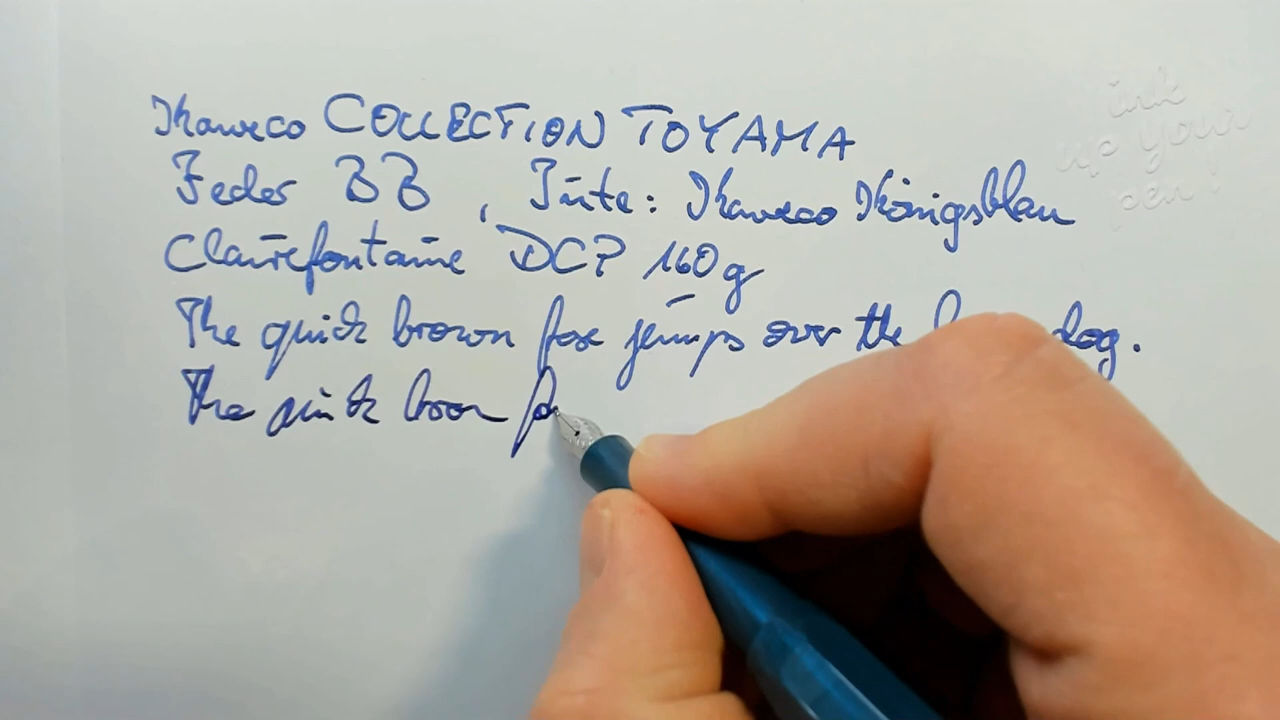 Kaweco COLLECTION TOYAMA
Feder BB, Tinte: Kaweco Königsblau
Clairefontaine DCP 160g
The quick brown fox jumps over the dog.
The quick brown fo
ink
up your
pen!